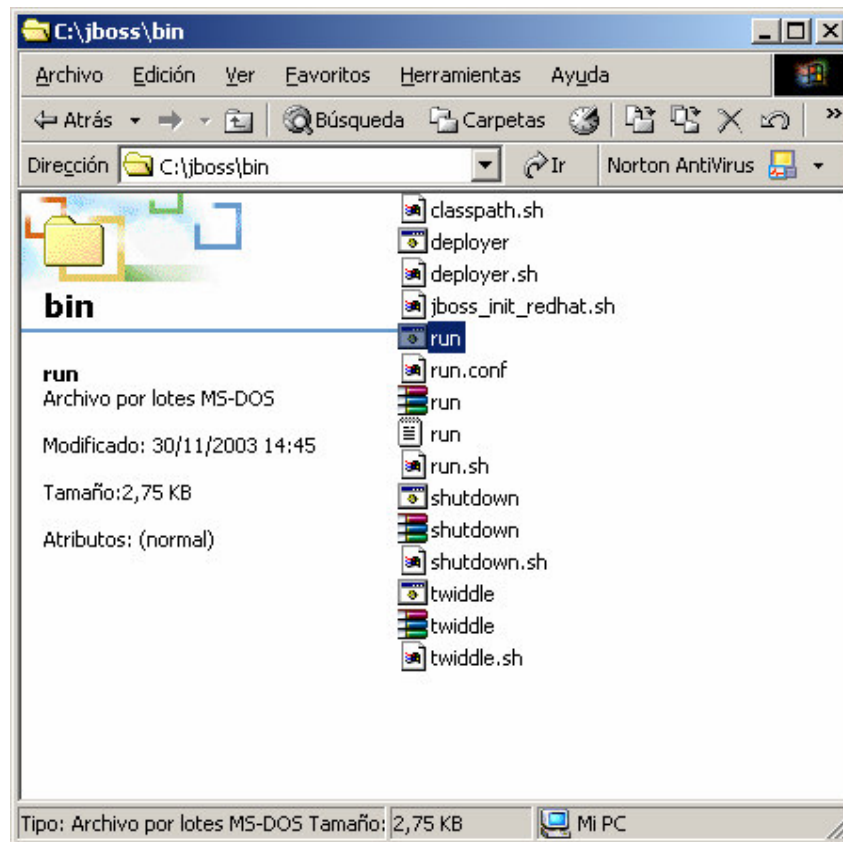 C:\jboss\bin
Archivo Edición Ver Favoritos Herramientas Ayuda
Atrás Búsqueda Carpetas »
Dirección C:\jboss\bin Ir Norton AntiVirus
bin
run
Archivo por lotes MS-DOS
Modificado: 30/11/2003 14:45
Tamaño:2,75 KB
Atributos: (normal)
classpath.sh
deployer
deployer.sh
jboss_init_redhat.sh
run
run.conf
run
run
run.sh
shutdown
shutdown
shutdown.sh
twiddle
twiddle
twiddle.sh
Tipo: Archivo por lotes MS-DOS Tamaño: 2,75 KB Mi PC